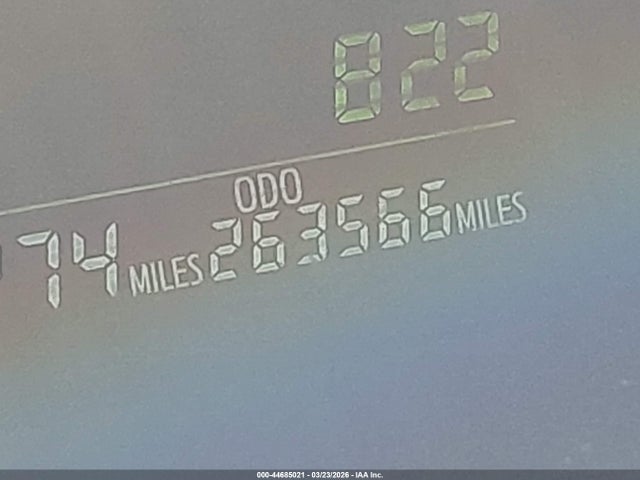 822
ODO
74 MILES 263566 MILES
000-44685021 - 03/23/2026 - IAA Inc.